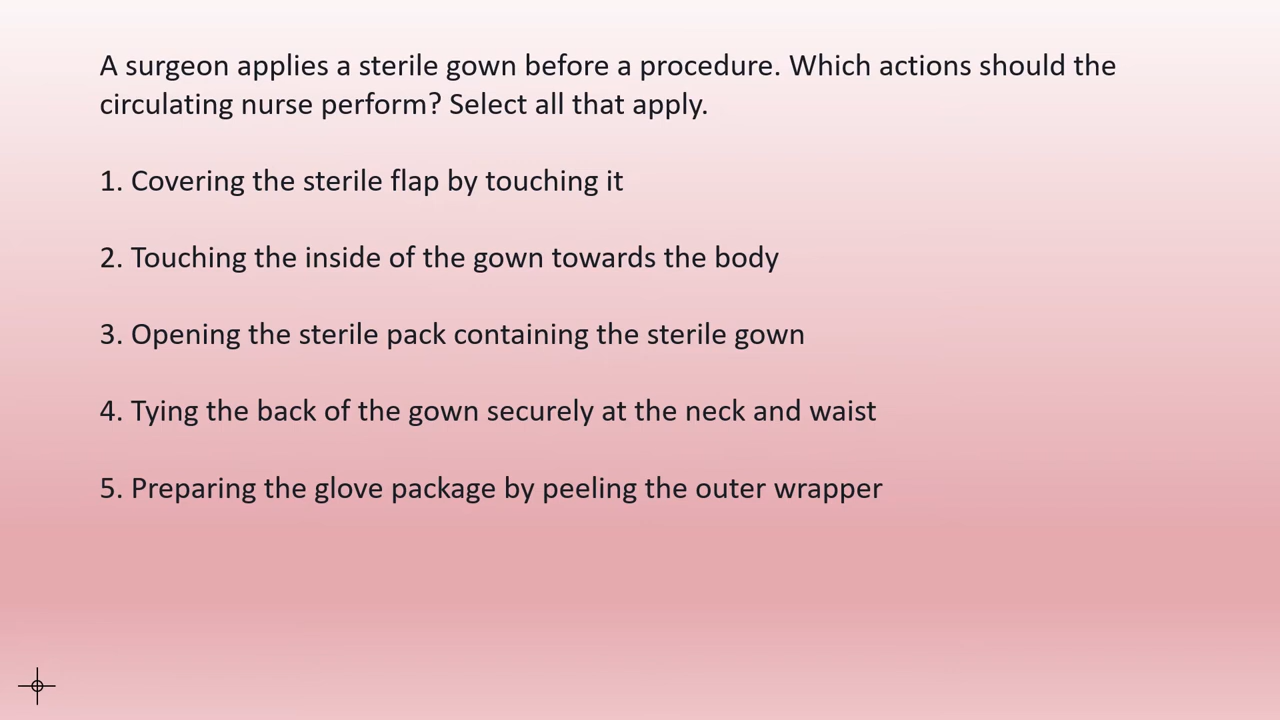 A surgeon applies a sterile gown before a procedure. Which actions should the
circulating nurse perform? Select all that apply.
1. Covering the sterile flap by touching it
2. Touching the inside of the gown towards the body
3. Opening the sterile pack containing the sterile gown
4. Tying the back of the gown securely at the neck and waist
5. Preparing the glove package by peeling the outer wrapper